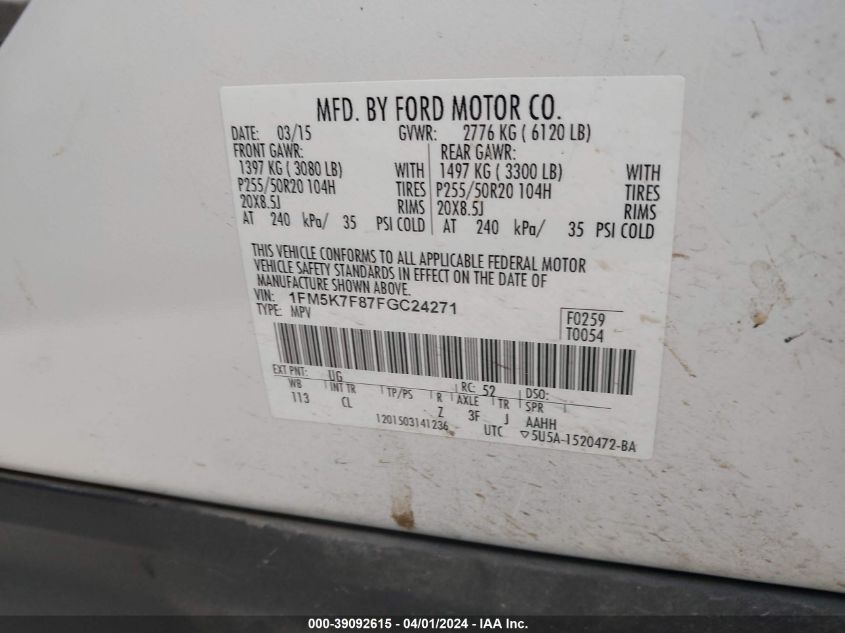 MFD. BY FORD MOTOR CO.
DATE: 03/15 GVWR: 2776 KG ( 6120 LB)
FRONT GAWR: REAR GAWR:
1397 KG ( 3080 LB) WITH 1497 KG ( 3300 LB) WITH
P255/50R20 104H TIRES P255/50R20 104H TIRES
20X8.5J RIMS 20X8.5J RIMS
AT 240 kPa/ 35 PSI COLD AT 240 kPa/ 35 PSI COLD
THIS VEHICLE CONFORMS TO ALL APPLICABLE FEDERAL MOTOR
VEHICLE SAFETY STANDARDS IN EFFECT ON THE DATE OF
MANUFACTURE SHOWN ABOVE.
VIN: 1FM5K7F87FGC24271
TYPE: MPV
F0259
T0054
EXT PNT: UG RC: 52 DSO:
WB INT TR TP/PS R AXLE TR SPR
113 CL Z 3F J AAHH
1201503141236 UTC ▽5U5A-1520472-BA
000-39092615 - 04/01/2024 - IAA Inc.